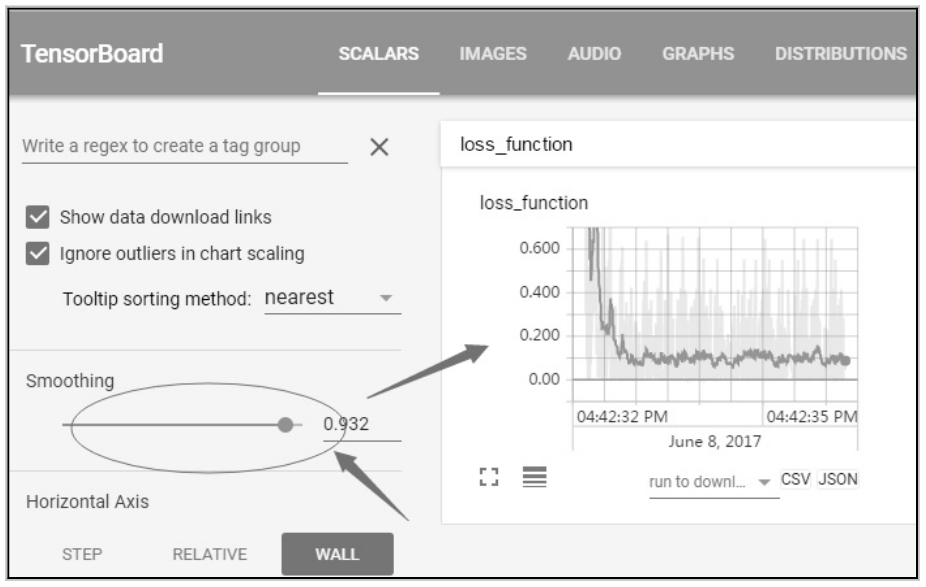 TensorBoard
SCALARS IMAGES AUDIO GRAPHS DISTRIBUTIONS
Write a regex to create a tag group
Show data download links
Ignore outliers in chart scaling
Tooltip sorting method: nearest
Smoothing
0.932
Horizontal Axis
STEP RELATIVE WALL
loss_function
loss_function
0.600
0.400
0.200
0.00
04:42:32 PM 04:42:35 PM
June 8, 2017
run to downl... CSV JSON